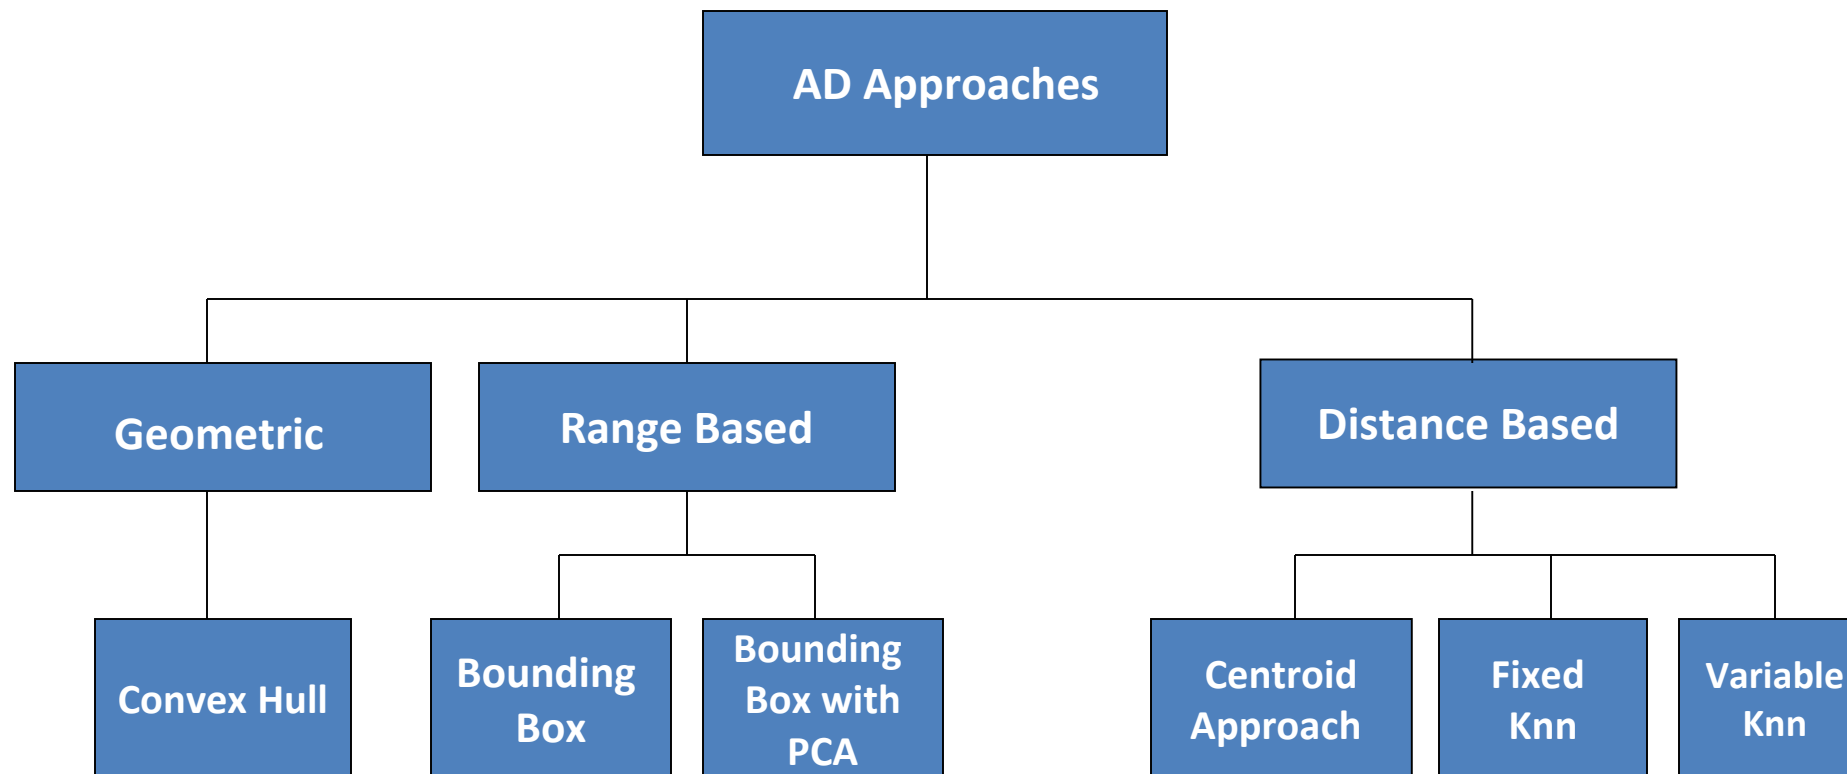 AD Approaches
Geometric
Range Based
Distance Based
Convex Hull
Bounding
Box
Bounding
Box with
PCA
Centroid
Approach
Fixed
Knn
Variable
Knn